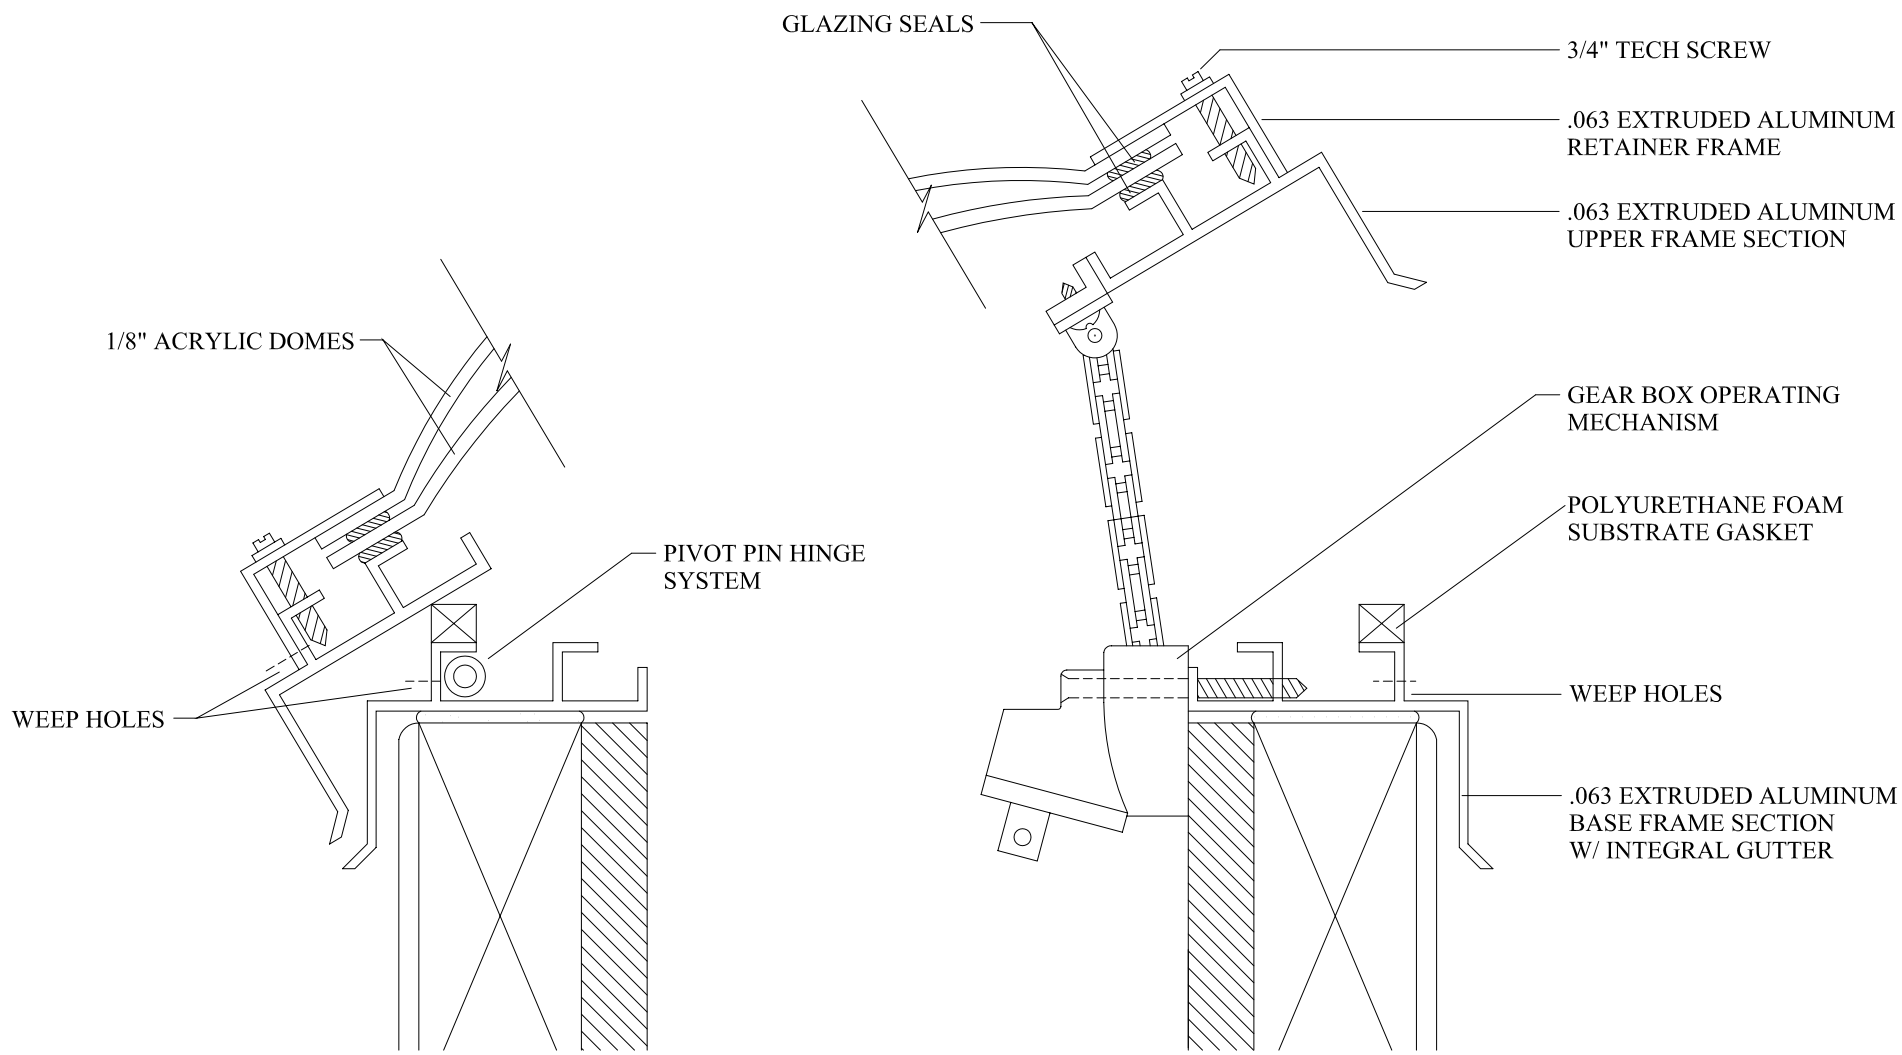 GLAZING SEALS
3/4" TECH SCREW
.063 EXTRUDED ALUMINUM
RETAINER FRAME
.063 EXTRUDED ALUMINUM
UPPER FRAME SECTION
1/8" ACRYLIC DOMES
GEAR BOX OPERATING
MECHANISM
POLYURETHANE FOAM
SUBSTRATE GASKET
PIVOT PIN HINGE
SYSTEM
WEEP HOLES
WEEP HOLES
.063 EXTRUDED ALUMINUM
BASE FRAME SECTION
W/ INTEGRAL GUTTER